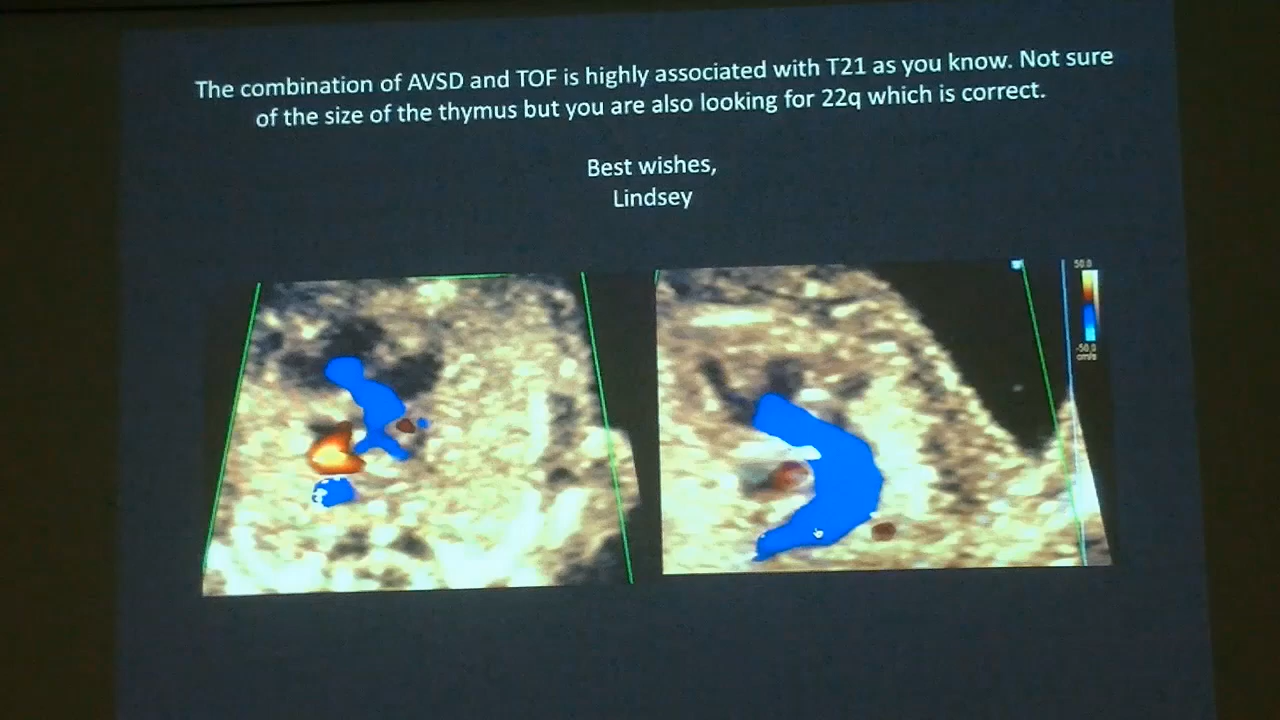 The combination of AVSD and TOF is highly associated with T21 as you know. Not sure
of the size of the thymus but you are also looking for 22q which is correct.
Best wishes,
Lindsey
50.0
-50.0
cm/s